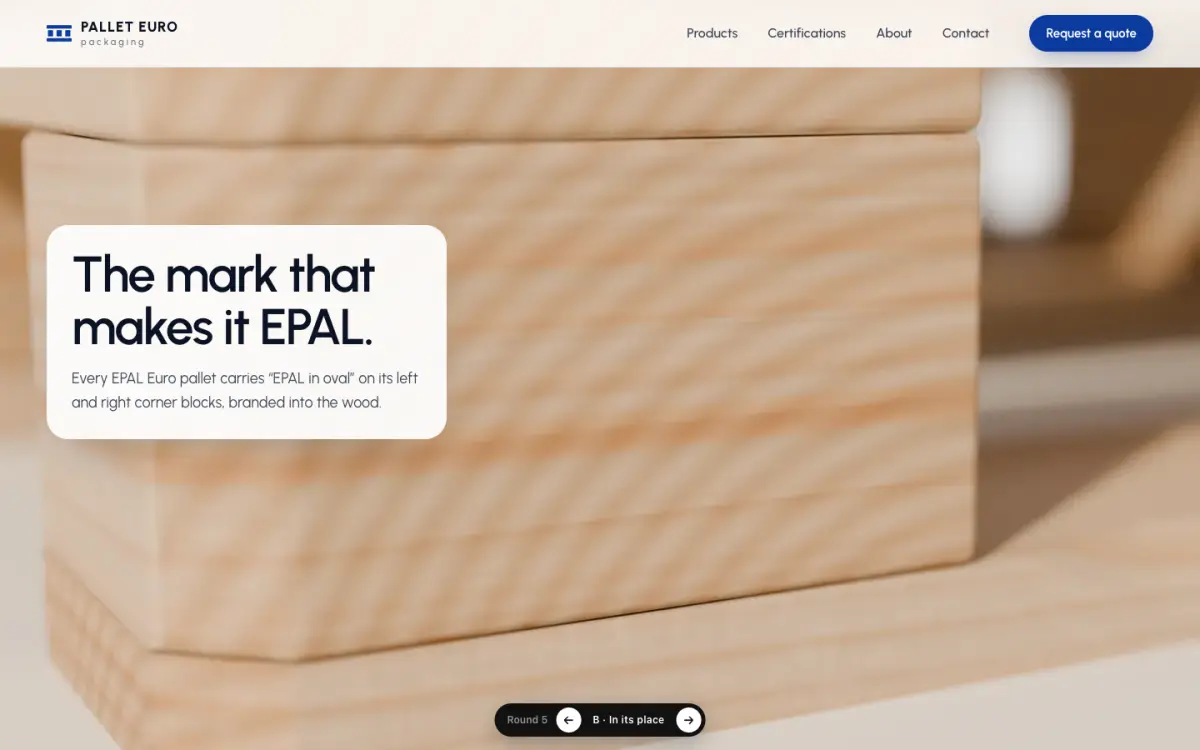 PALLET EURO
packaging
Products
Certifications
About
Contact
Request a quote
The mark that
makes it EPAL.
Every EPAL Euro pallet carries “EPAL in oval” on its left
and right corner blocks, branded into the wood.
Round 5
B · In its place